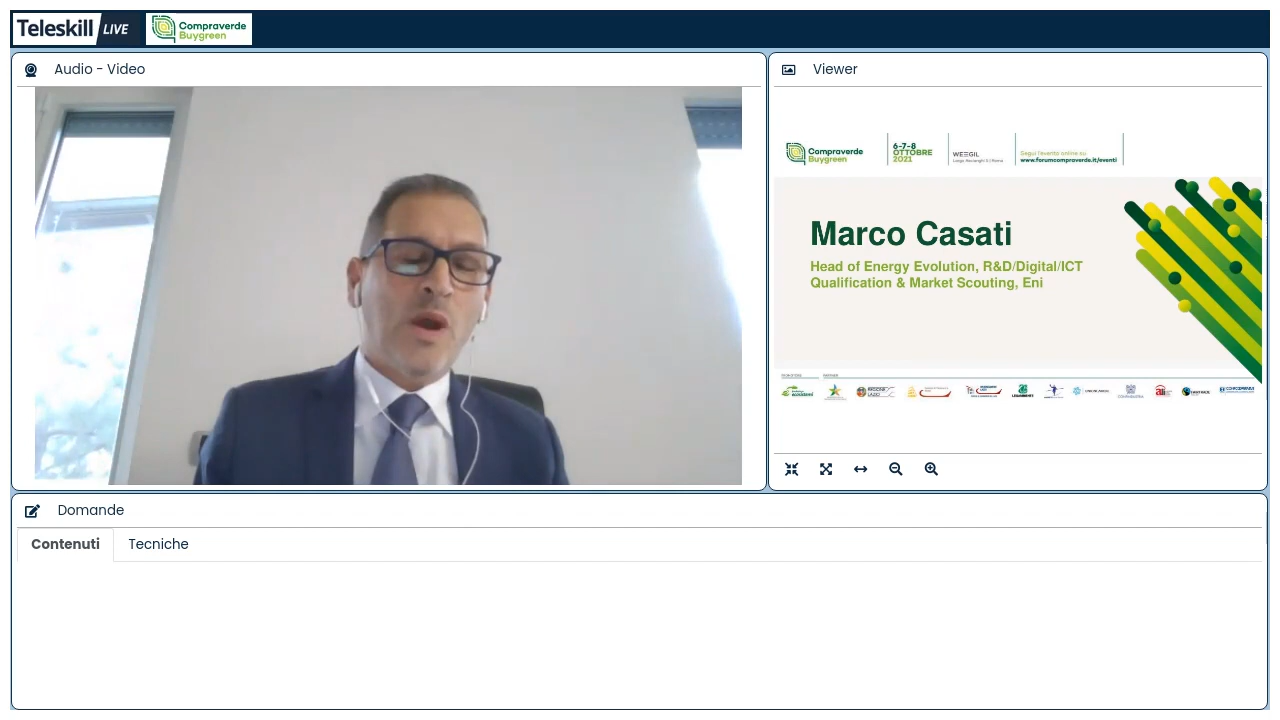 Teleskill LIVE
Compraverde
Buygreen
Audio - Video
Viewer
Compraverde
Buygreen
6-7-8
OTTOBRE
2021
WEGIL
Segui l'evento online su
www.forumcompraverde.it/eventi
Marco Casati
Head of Energy Evolution, R&D/Digital/ICT
Qualification & Market Scouting, Eni
Domande
Contenuti
Tecniche